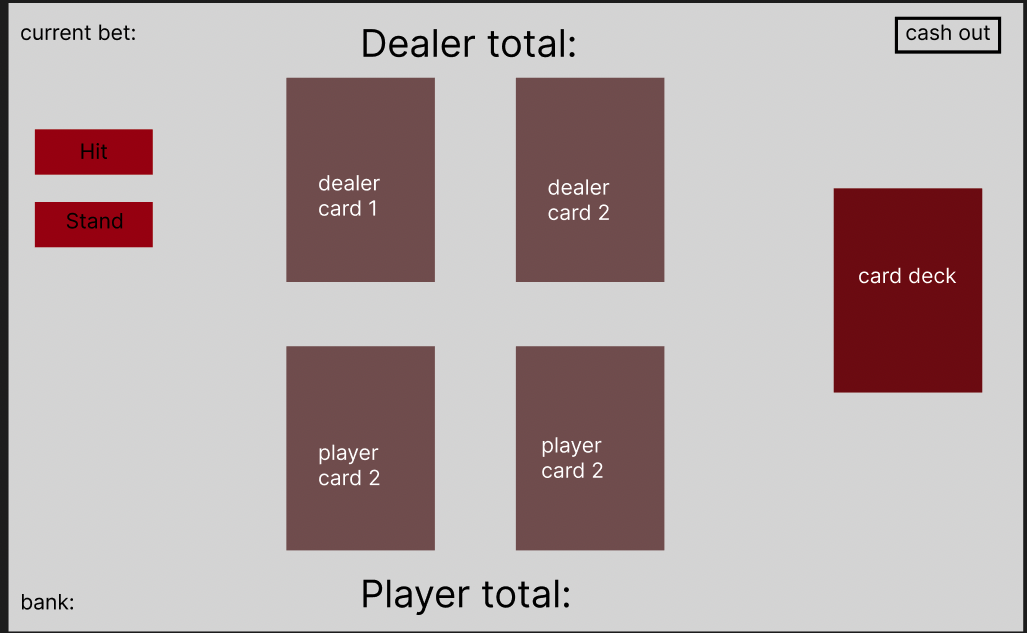 current bet:
Dealer total:
cash out
Hit
Stand
dealer
card 1
dealer
card 2
card deck
player
card 2
player
card 2
bank:
Player total: